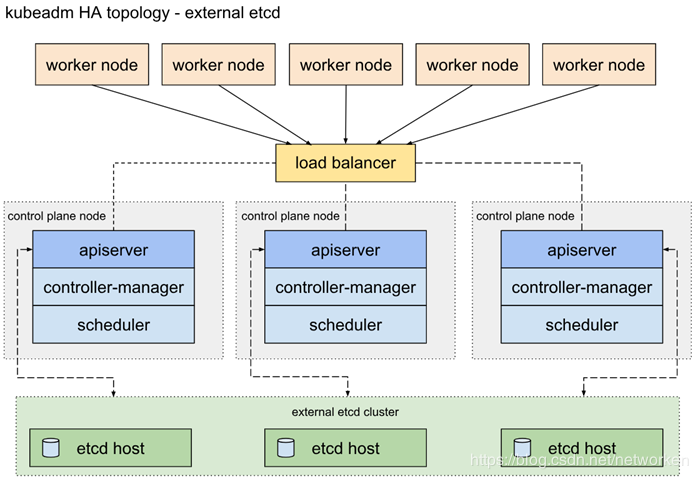 kubeadm HA topology - external etcd
worker node
worker node
worker node
worker node
worker node
load balancer
control plane node
control plane node
control plane node
apiserver
apiserver
apiserver
controller-manager
controller-manager
controller-manager
scheduler
scheduler
scheduler
external etcd cluster
etcd host
etcd host
etcd host
https://blog.csdn.net/networken